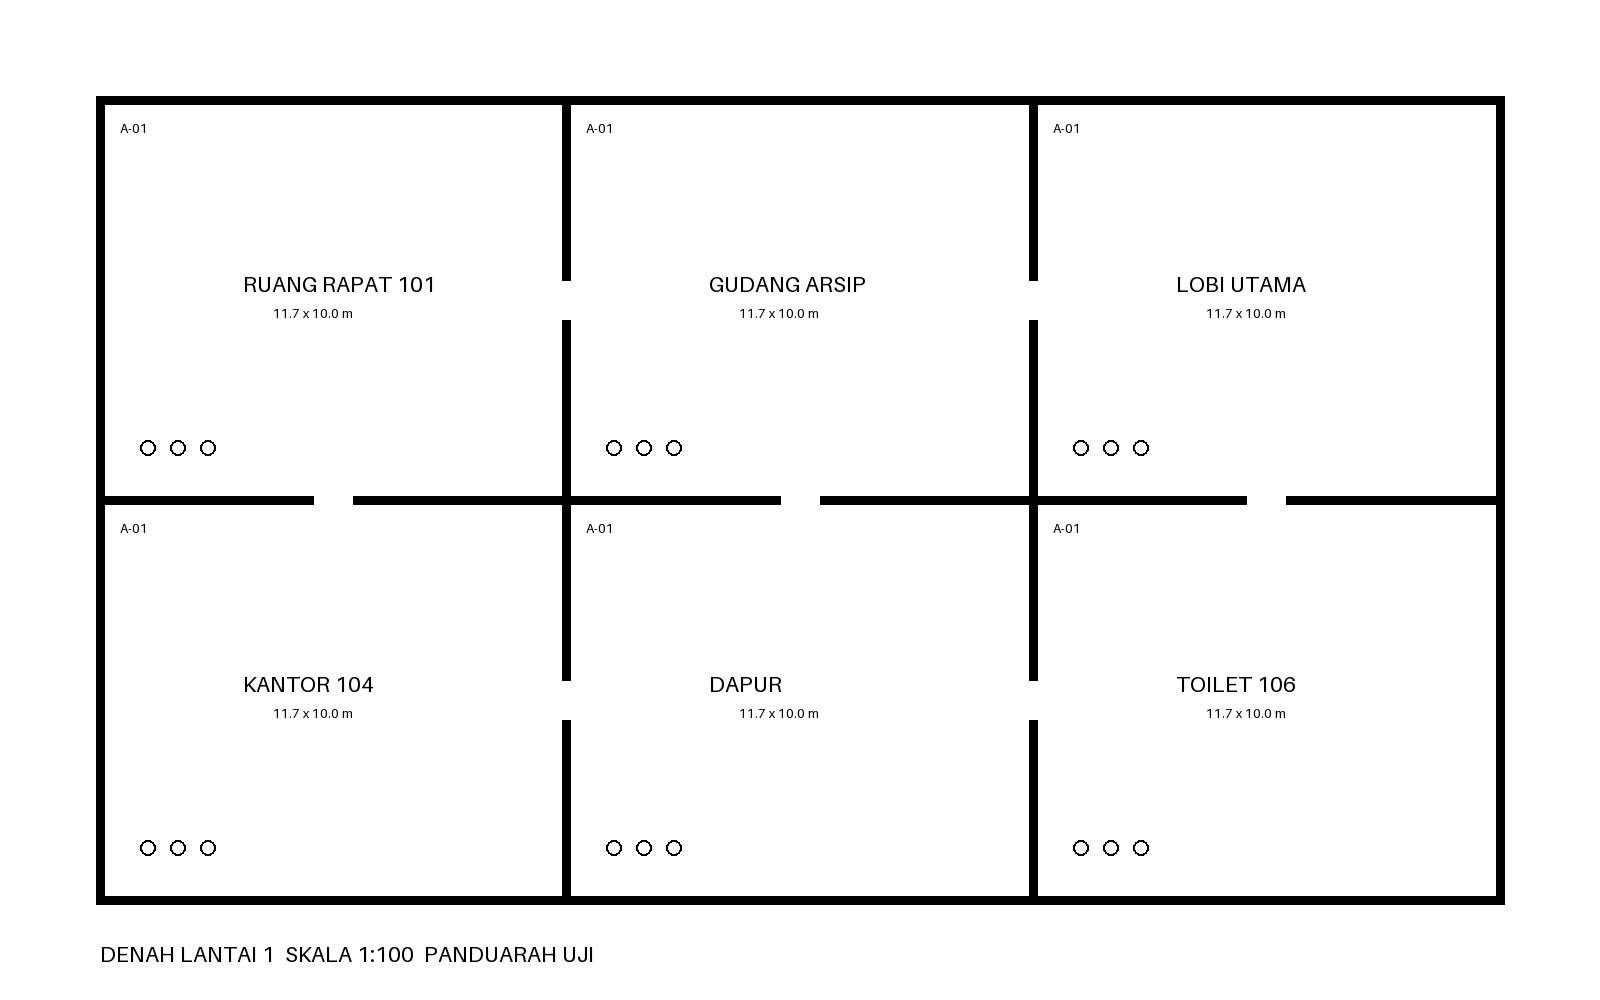 A-01
A-01
A-01
RUANG RAPAT 101
11.7 x 10.0 m
GUDANG ARSIP
11.7 x 10.0 m
LOBI UTAMA
11.7 x 10.0 m
A-01
A-01
A-01
KANTOR 104
11.7 x 10.0 m
DAPUR
11.7 x 10.0 m
TOILET 106
11.7 x 10.0 m
DENAH LANTAI 1  SKALA 1:100  PANDUARAH UJI